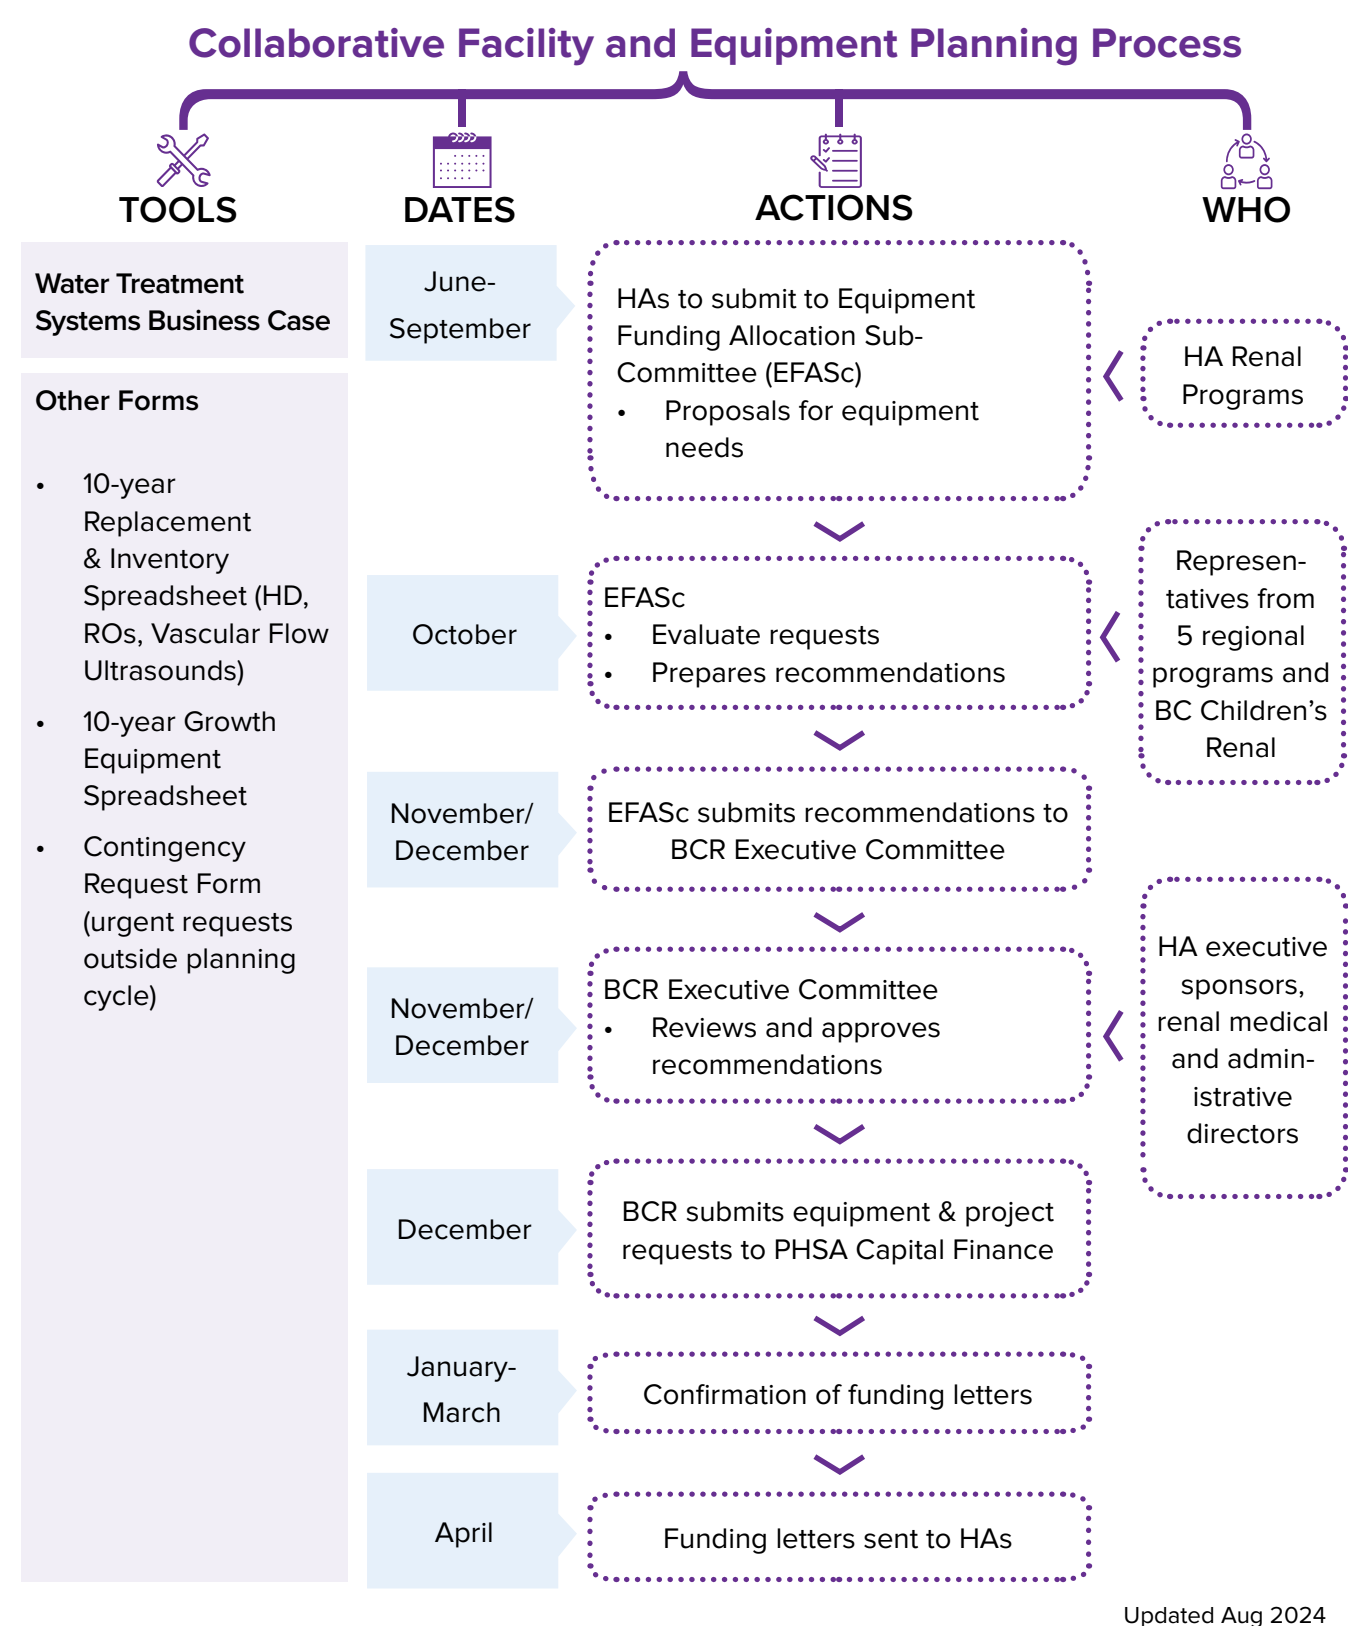 Collaborative Facility and Equipment Planning Process
TOOLS
DATES
ACTIONS
WHO
Water Treatment
Systems Business Case
Other Forms
• 10-year
Replacement
& Inventory
Spreadsheet (HD,
ROs, Vascular Flow
Ultrasounds)
• 10-year Growth
Equipment
Spreadsheet
• Contingency
Request Form
(urgent requests
outside planning
cycle)
June-
September
HAs to submit to Equipment
Funding Allocation Sub-
Committee (EFASc)
• Proposals for equipment
needs
HA Renal
Programs
October
EFASc
• Evaluate requests
• Prepares recommendations
Represen-
tatives from
5 regional
programs and
BC Children’s
Renal
November/
December
EFASc submits recommendations to
BCR Executive Committee
November/
December
BCR Executive Committee
• Reviews and approves
recommendations
HA executive
sponsors,
renal medical
and admin-
istrative
directors
December
BCR submits equipment & project
requests to PHSA Capital Finance
January-
March
Confirmation of funding letters
April
Funding letters sent to HAs
Updated Aug 2024